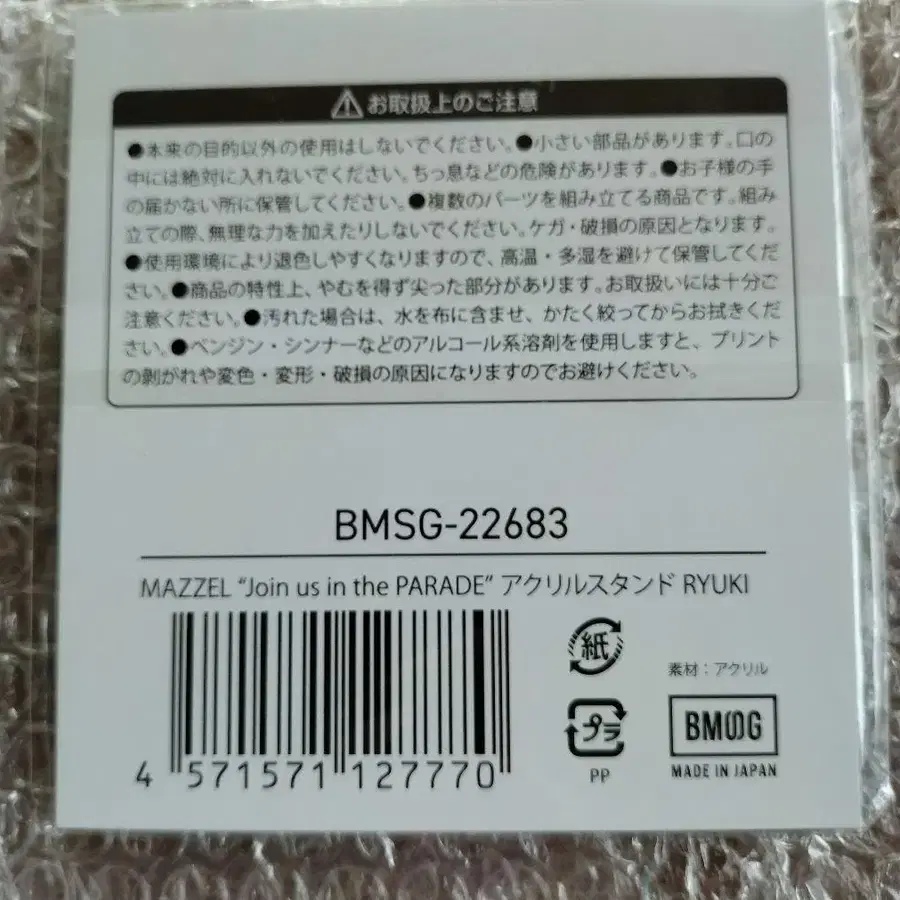 ⚠お取扱上のご注意
●本来の目的以外の使用はしないでください。●小さい部品があります。口の
中には絶対に入れないでください。ちっ息などの危険があります。●お子様の手
の届かない所に保管してください。●複数のパーツを組み立てる商品です。組み
立ての際、無理な力を加えたりしないでください。ケガ・破損の原因となります。
●使用環境により退色しやすくなりますので、高温・多湿を避けて保管してくだ
さい。●商品の特性上、やむを得ず尖った部分があります。お取扱いには十分ご
注意ください。●汚れた場合は、水を布に含ませ、かたく絞ってからお拭きくだ
さい。●ベンジン・シンナーなどのアルコール系溶剤を使用しますと、プリント
の剥がれや変色・変形・破損の原因になりますのでお避けください。
BMSG-22683
MAZZEL “Join us in the PARADE” アクリルスタンド RYUKI
4 571571 127770
紙
プラ
PP
素材：アクリル
BMSG
MADE IN JAPAN